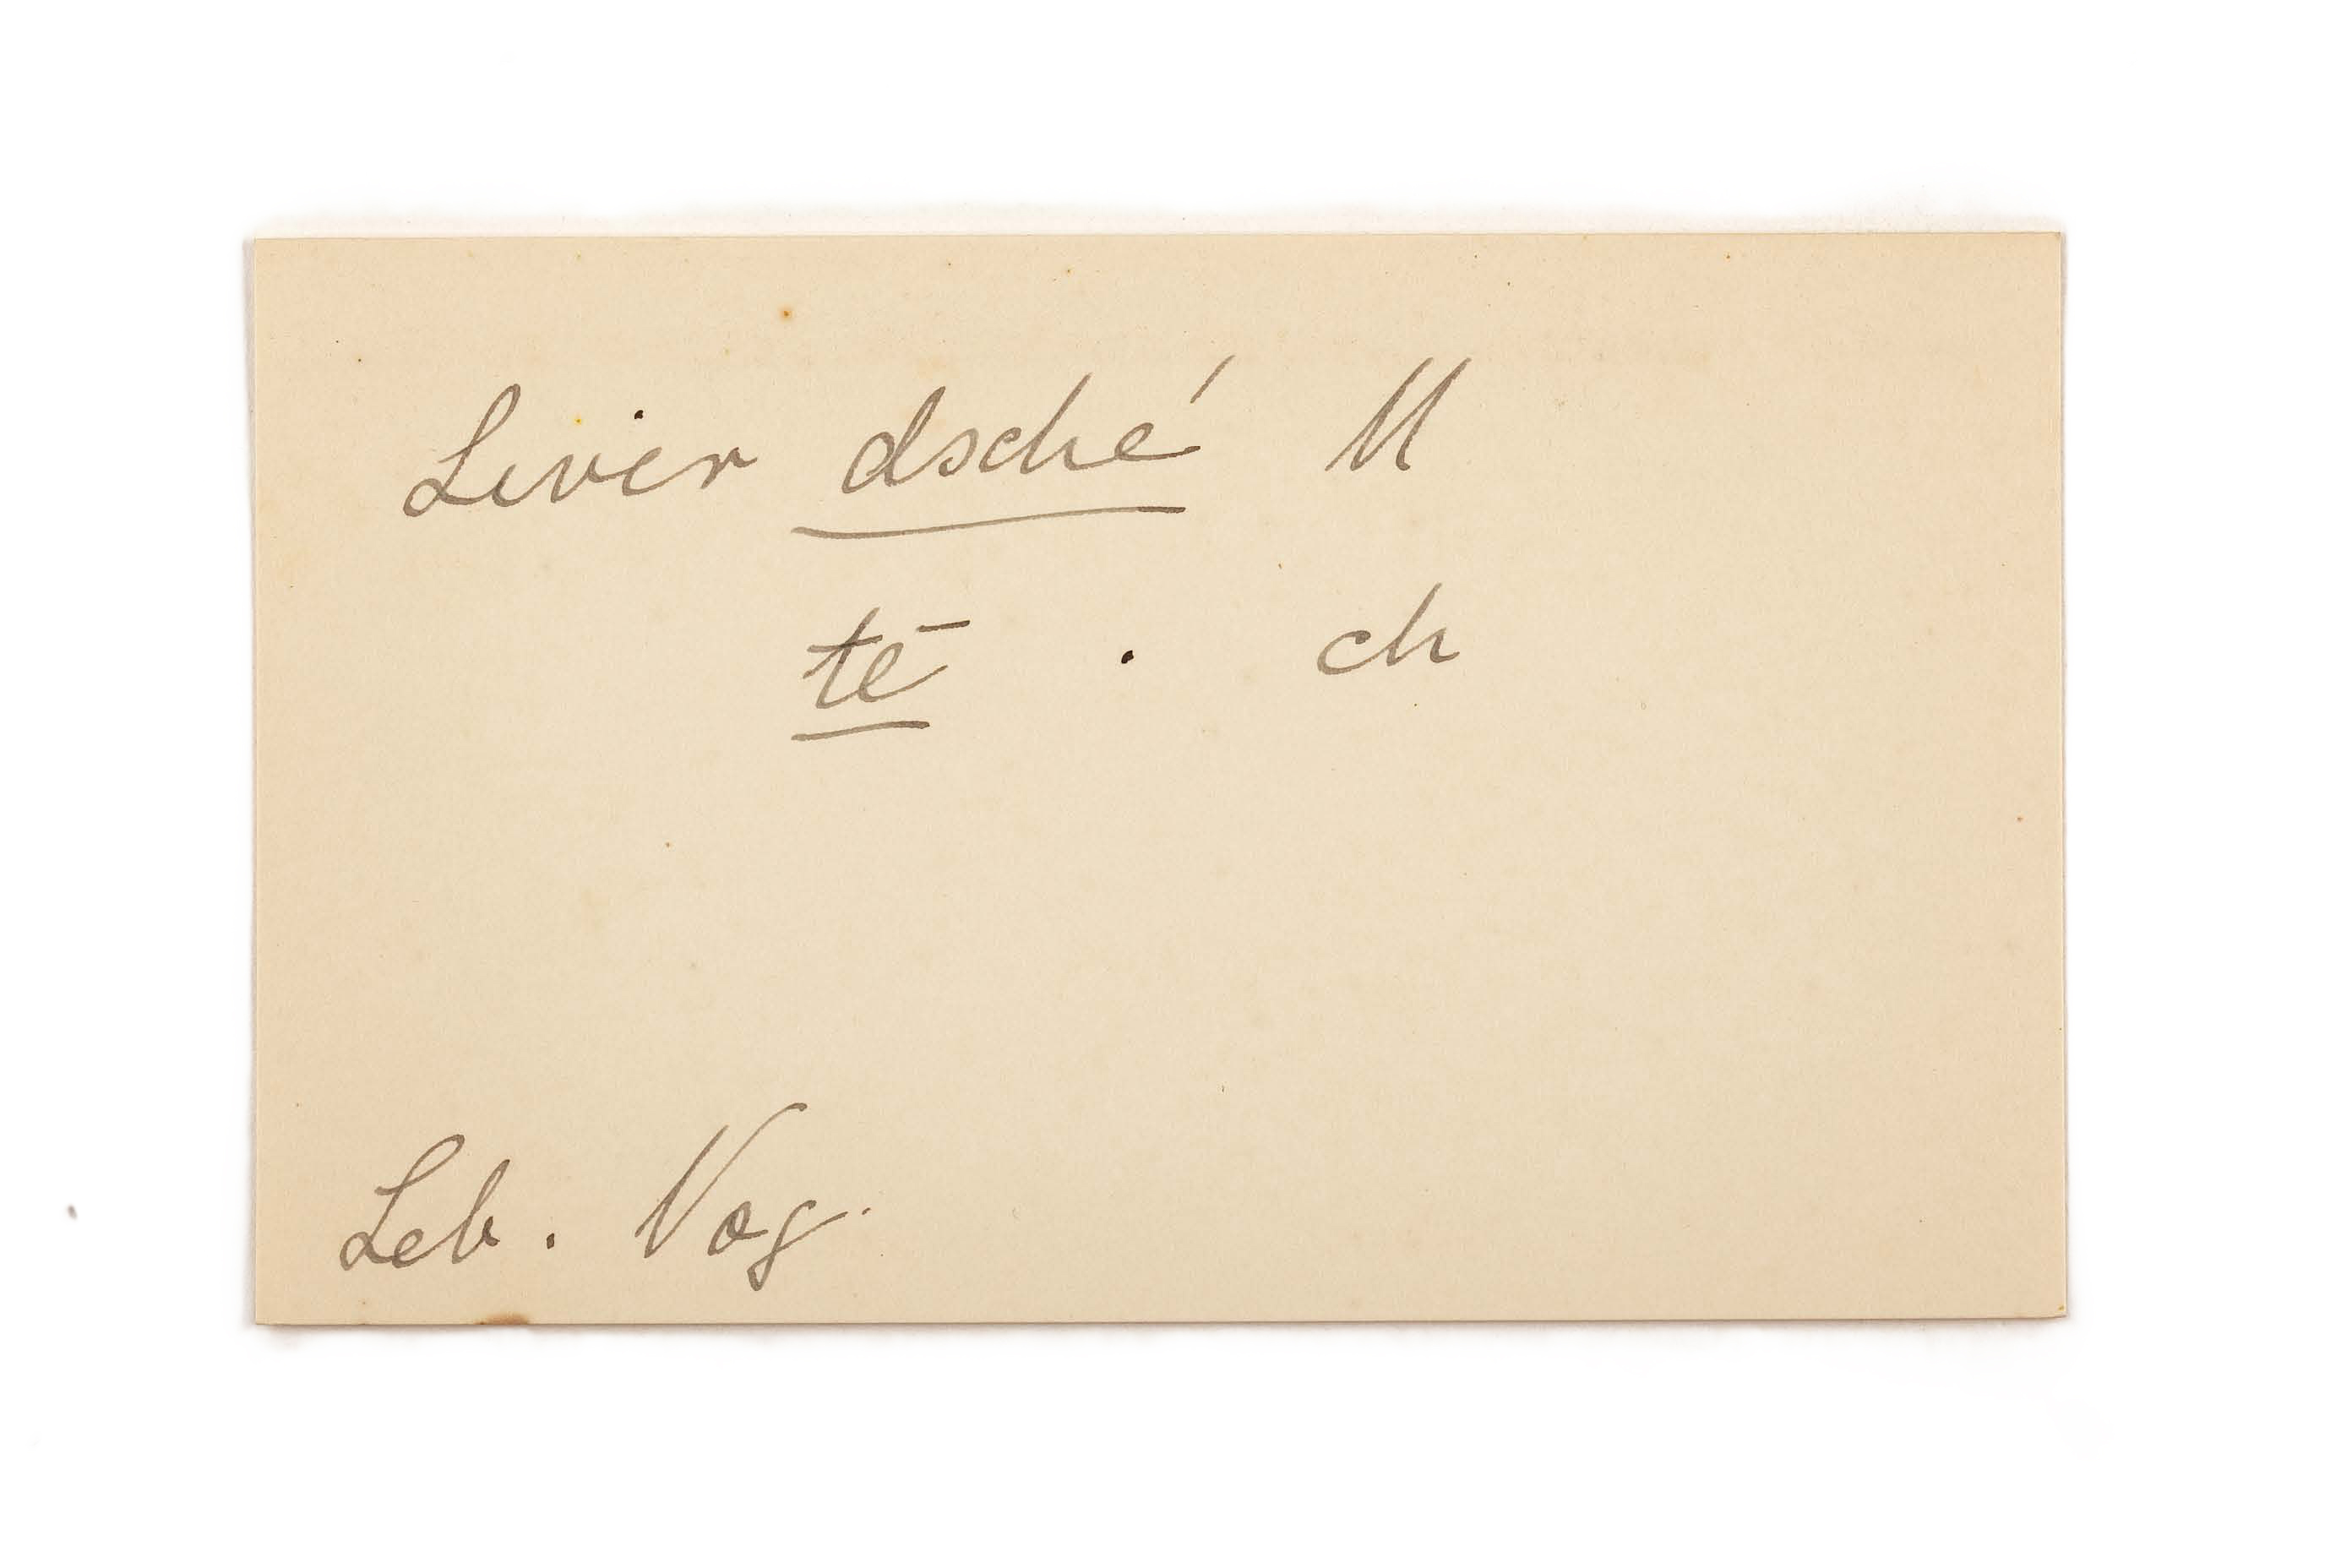 Liver dsché M
tē . ch
Leb. Vog.